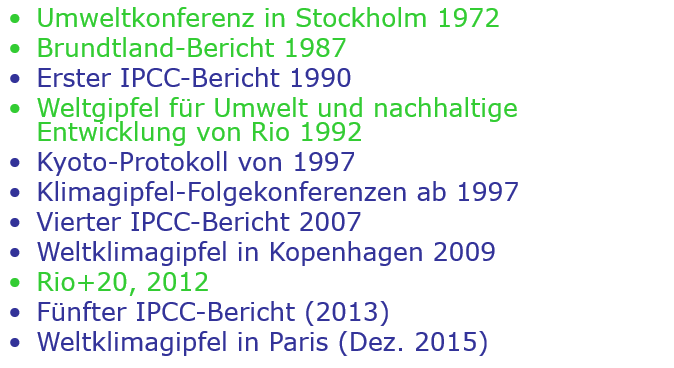 • Umweltkonferenz in Stockholm 1972
• Brundtland-Bericht 1987
• Erster IPCC-Bericht 1990
• Weltgipfel für Umwelt und nachhaltige
Entwicklung von Rio 1992
• Kyoto-Protokoll von 1997
• Klimagipfel-Folgekonferenzen ab 1997
• Vierter IPCC-Bericht 2007
• Weltklimagipfel in Kopenhagen 2009
• Rio+20, 2012
• Fünfter IPCC-Bericht (2013)
• Weltklimagipfel in Paris (Dez. 2015)